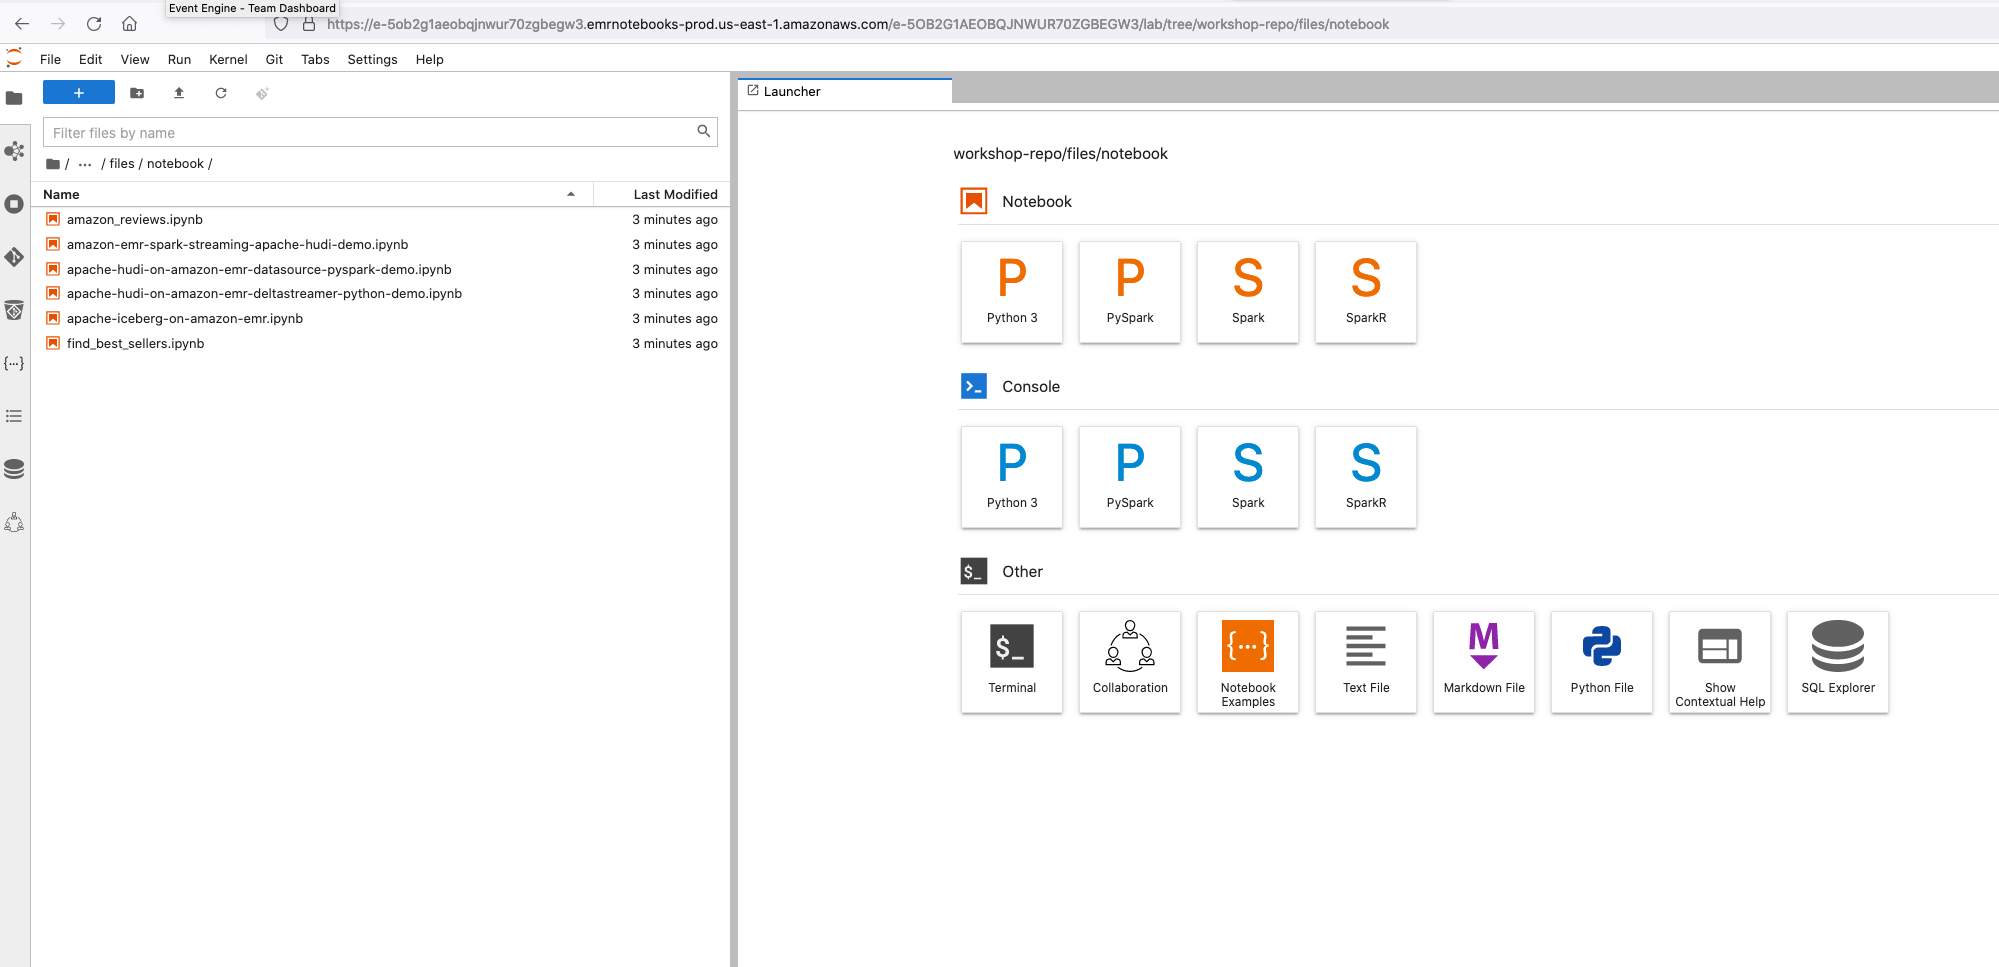 Event Engine - Team Dashboard
https://e-5ob2g1aeobqjnwur70zgbegw3.emrnotebooks-prod.us-east-1.amazonaws.com/e-5OB2G1AEOBQJNWUR70ZGBEGW3/lab/tree/workshop-repo/files/notebook
File Edit View Run Kernel Git Tabs Settings Help
+
Launcher
Filter files by name
/ ··· / files / notebook /
Name Last Modified
amazon_reviews.ipynb 3 minutes ago
amazon-emr-spark-streaming-apache-hudi-demo.ipynb 3 minutes ago
apache-hudi-on-amazon-emr-datasource-pyspark-demo.ipynb 3 minutes ago
apache-hudi-on-amazon-emr-deltastreamer-python-demo.ipynb 3 minutes ago
apache-iceberg-on-amazon-emr.ipynb 3 minutes ago
find_best_sellers.ipynb 3 minutes ago
{···}
workshop-repo/files/notebook
Notebook
P P S S
Python 3 PySpark Spark SparkR
>_ Console
P P S S
Python 3 PySpark Spark SparkR
$_ Other
$_ {···} M
Terminal Collaboration Notebook Text File Markdown File Python File Show SQL Explorer
Examples Contextual Help